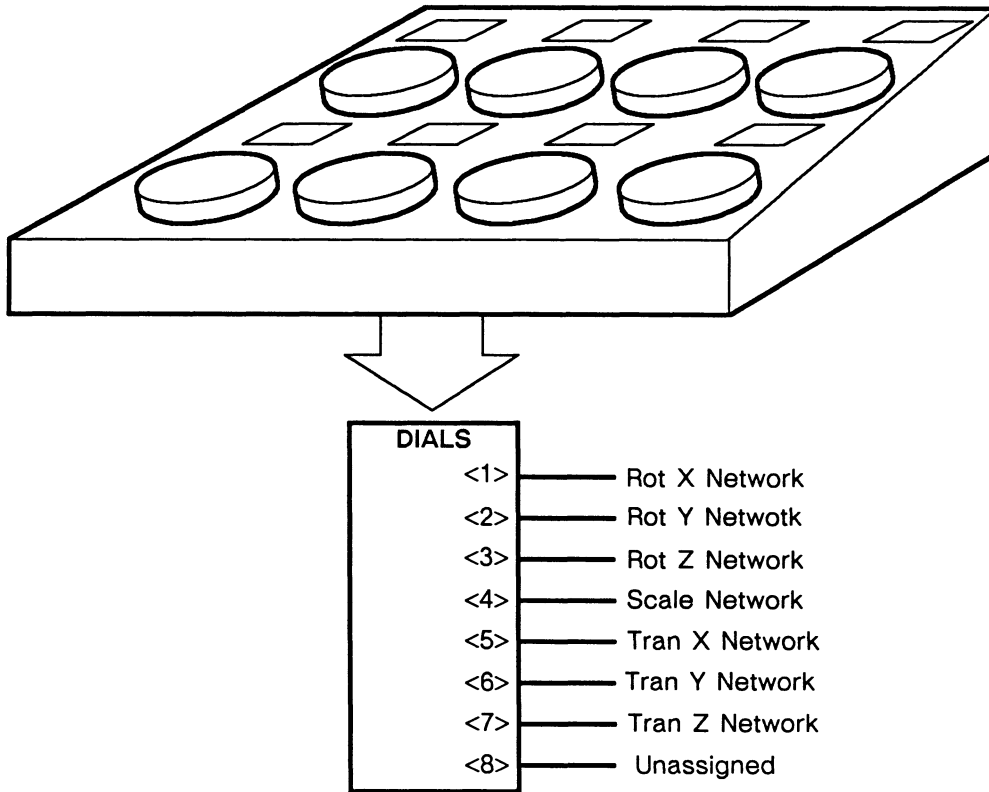 DIALS
<1> Rot X Network
<2> Rot Y Netwotk
<3> Rot Z Network
<4> Scale Network
<5> Tran X Network
<6> Tran Y Network
<7> Tran Z Network
<8> Unassigned